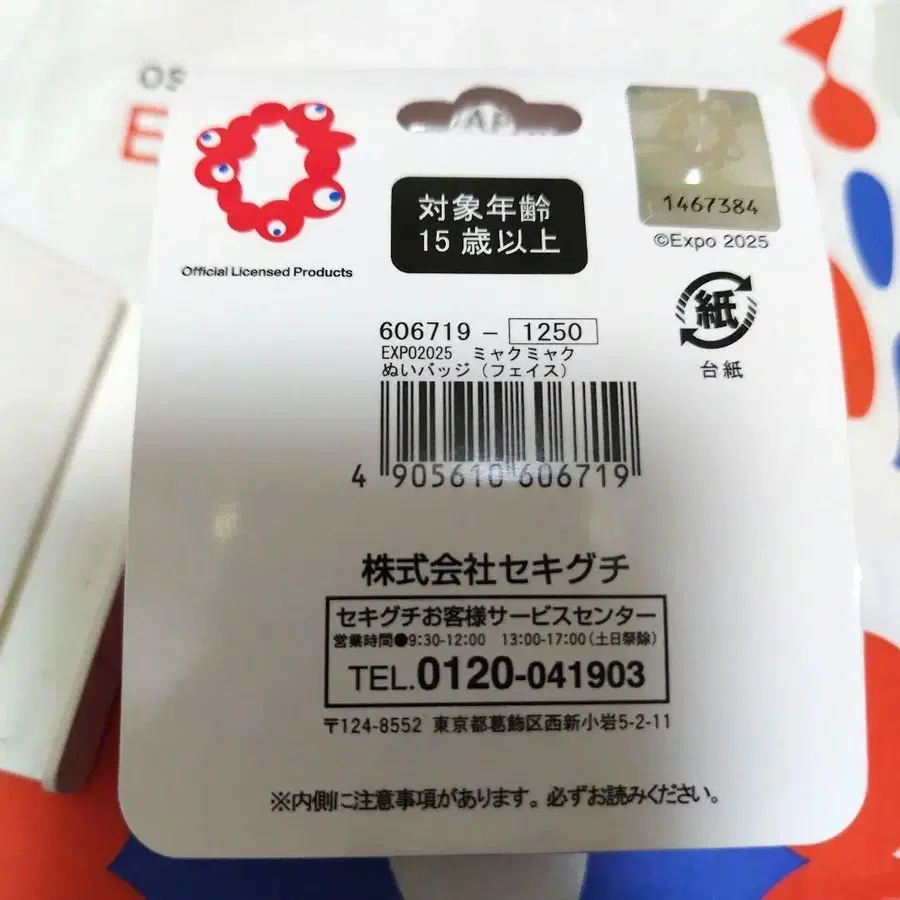 OS
E
Official Licensed Products
対象年齢
15歳以上
1467384
©Expo 2025
紙
台紙
606719-1250
EXPO2025 ミャクミャク
ぬいバッジ（フェイス）
4 905610 606719
株式会社セキグチ
セキグチお客様サービスセンター
営業時間●9:30-12:00 13:00-17:00（土日祭除）
TEL.0120-041903
〒124-8552 東京都葛飾区西新小岩5-2-11
※内側に注意事項があります。必ずお読みください。